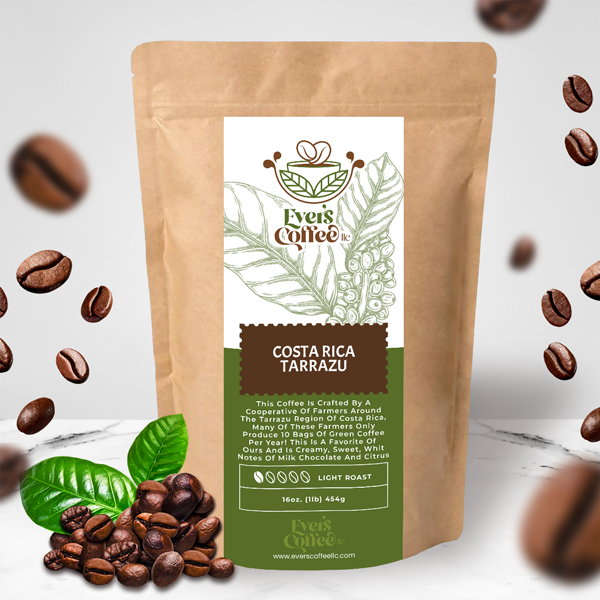 Ever's
Coffee llc
COSTA RICA
TARRAZU
This Coffee Is Crafted By A
Cooperative Of Farmers Around
The Tarrazu Region Of Costa Rica.
Many Of These Farmers Only
Produce 10 Bags Of Green Coffee
Per Year! This Is A Favorite Of
Ours And Is Creamy, Sweet, Whit
Notes Of Milk Chocolate And Citrus
LIGHT ROAST
16oz. (1lb) 454g
Ever's
Coffee llc
www.everscoffeellc.com